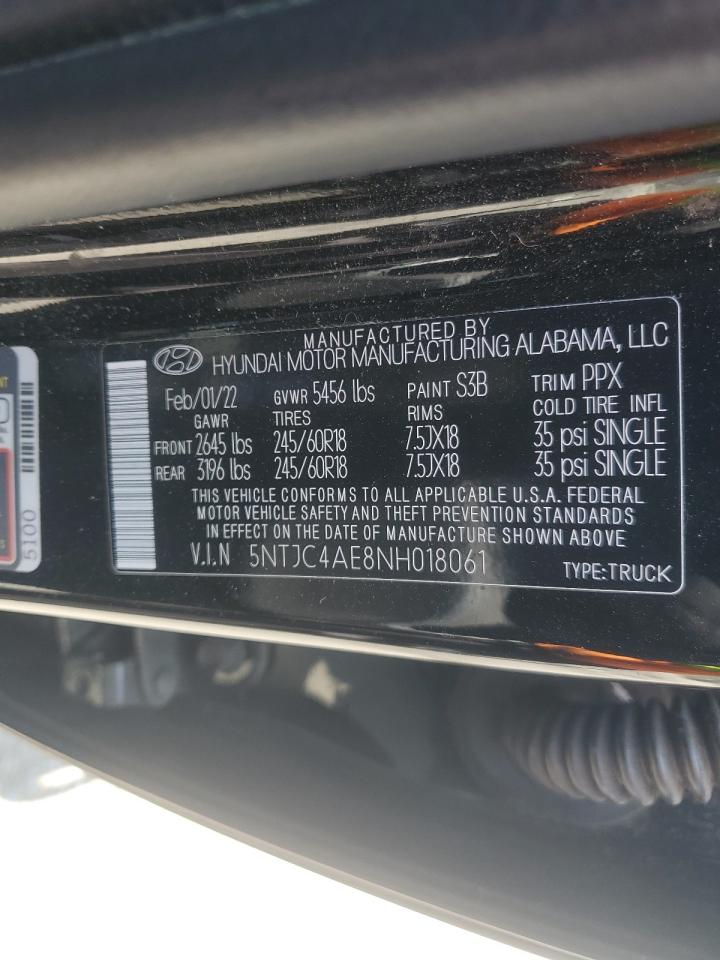 MANUFACTURED BY
HYUNDAI MOTOR MANUFACTURING ALABAMA, LLC
Feb/01/22 GVWR 5456 lbs PAINT S3B TRIM PPX
GAWR TIRES RIMS COLD TIRE INFL
FRONT 2645 lbs 245/60R18 7.5JX18 35 psi SINGLE
REAR 3196 lbs 245/60R18 7.5JX18 35 psi SINGLE
THIS VEHICLE CONFORMS TO ALL APPLICABLE U.S.A. FEDERAL
MOTOR VEHICLE SAFETY AND THEFT PREVENTION STANDARDS
IN EFFECT ON THE DATE OF MANUFACTURE SHOWN ABOVE
V.I.N 5NTJC4AE8NH018061 TYPE:TRUCK
5100